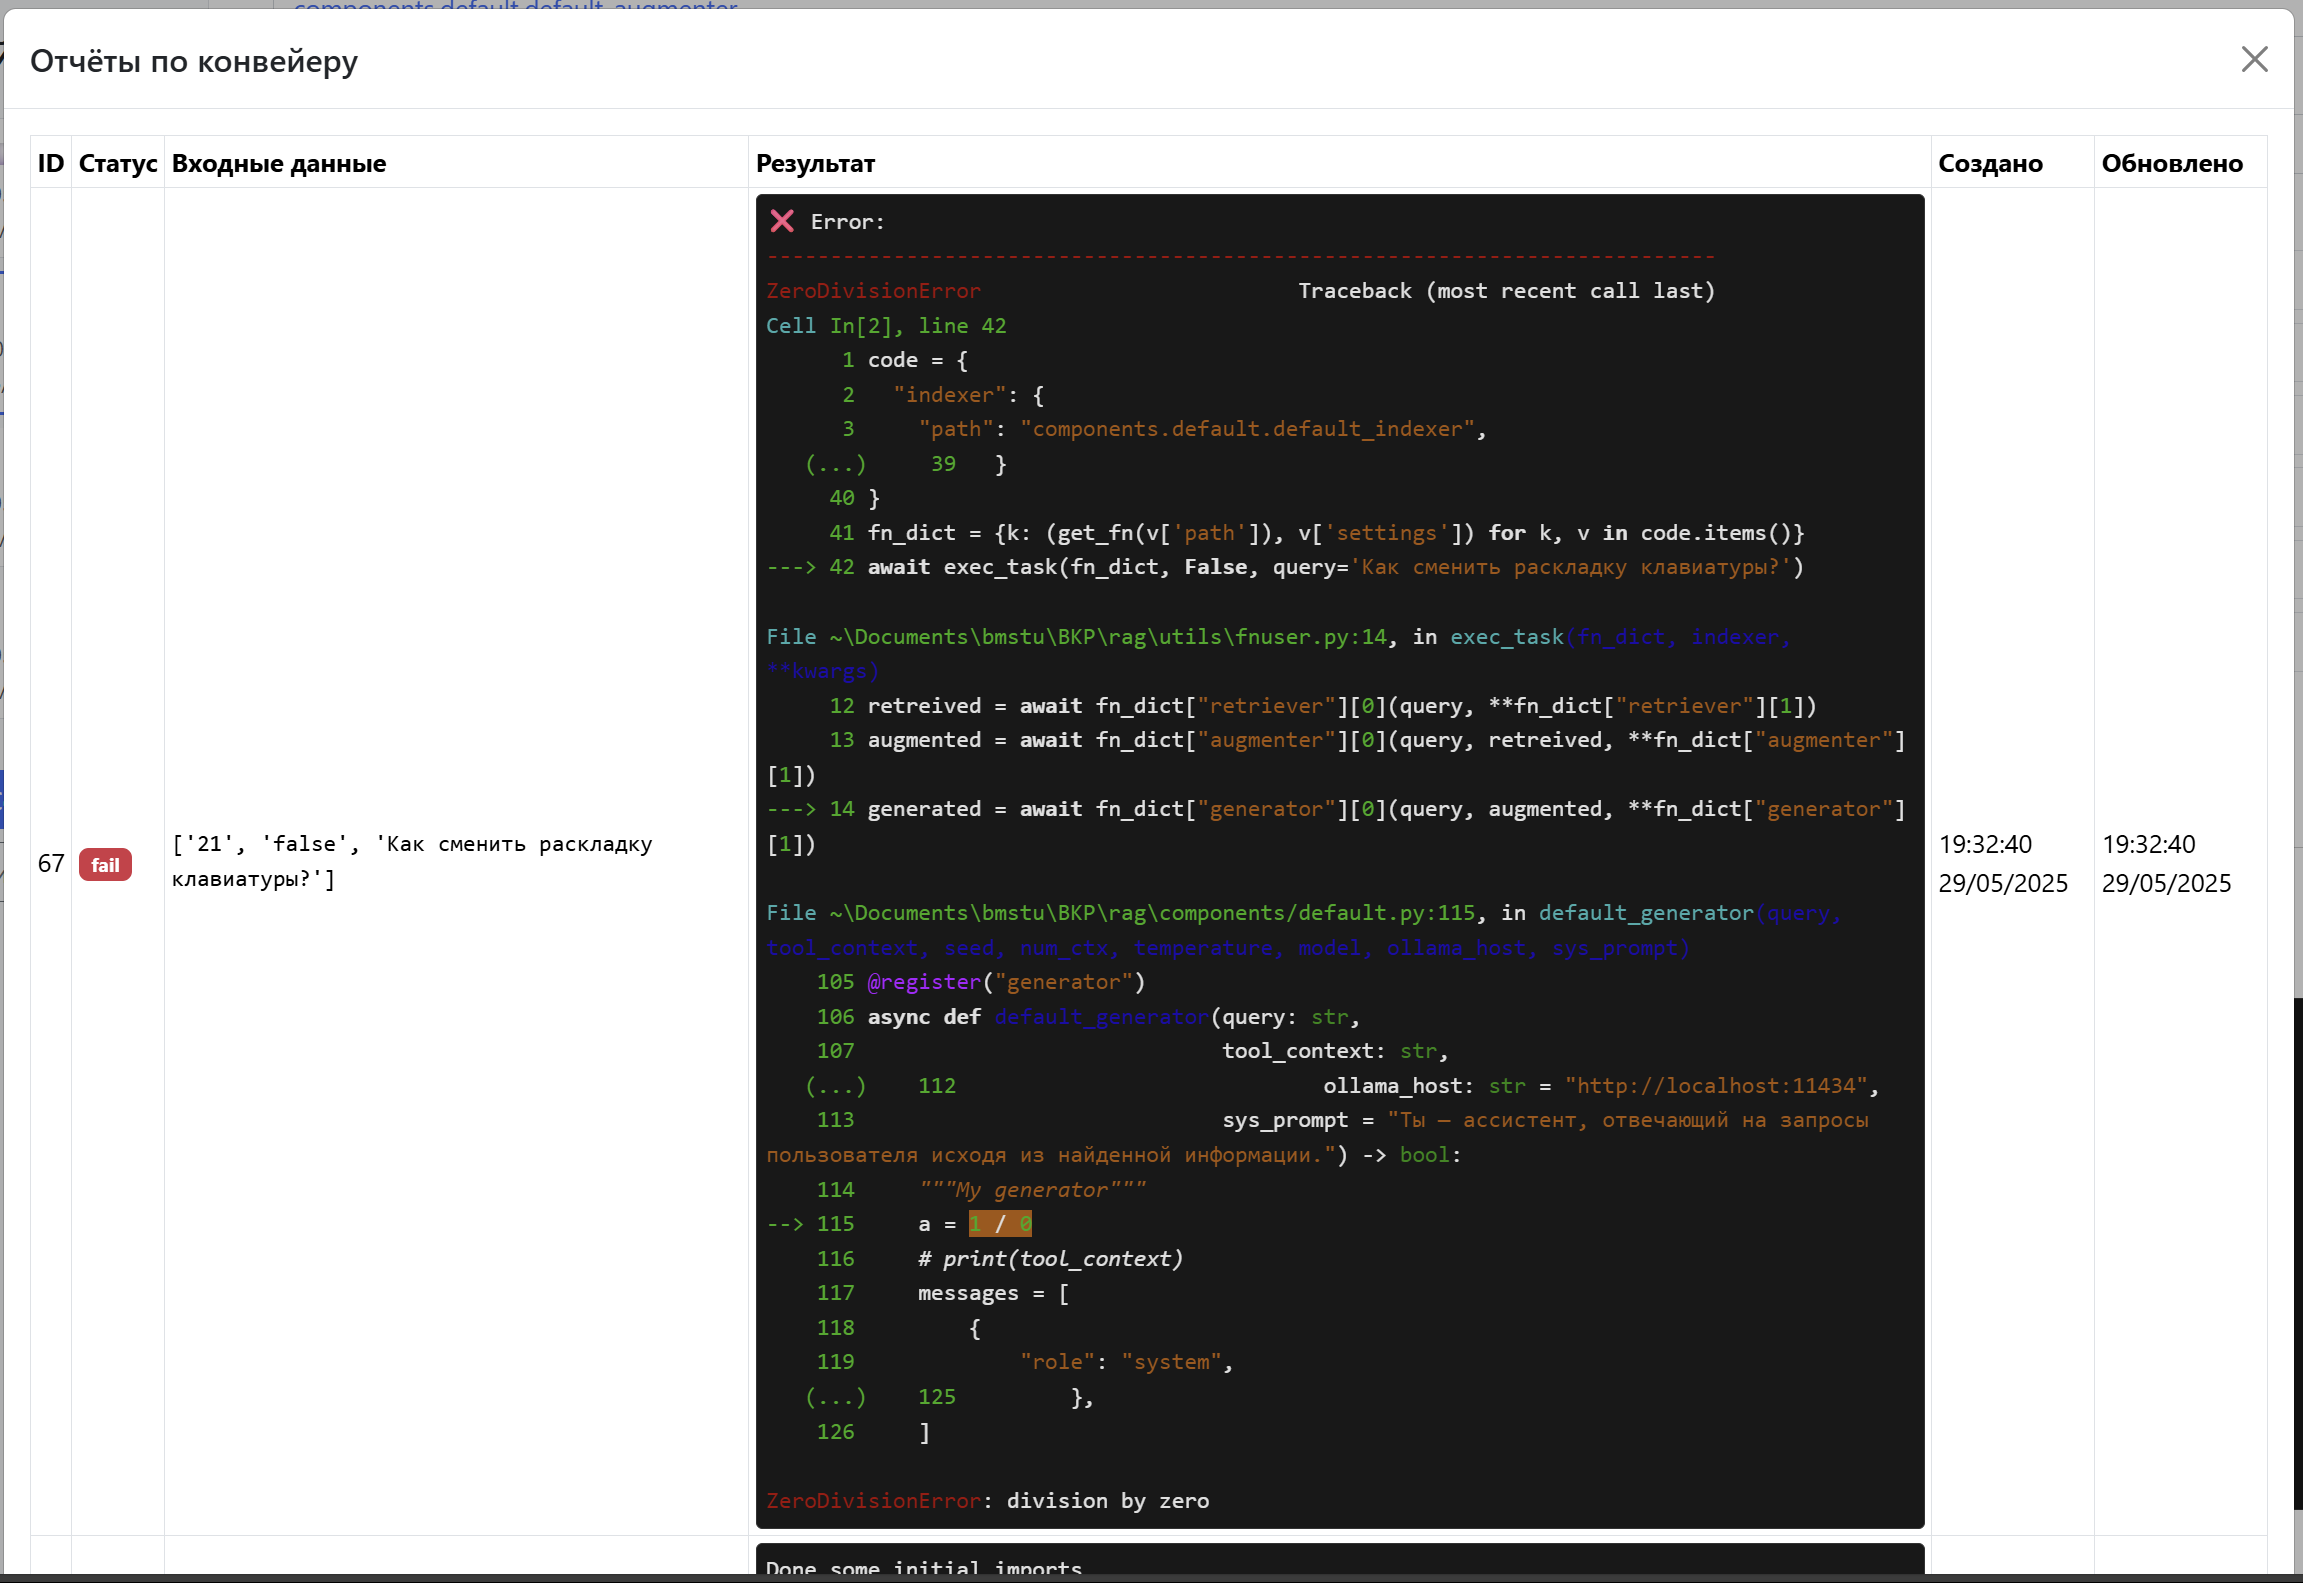 components.default.default_augmenter
Отчёты по конвейеру
ID Статус Входные данные Результат Создано Обновлено
67 fail
['21', 'false', 'Как сменить раскладку
клавиатуры?']
❌ Error:
---------------------------------------------------------------------------
ZeroDivisionError                         Traceback (most recent call last)
Cell In[2], line 42
      1 code = {
      2   "indexer": {
      3     "path": "components.default.default_indexer",
   (...)     39   }
     40 }
     41 fn_dict = {k: (get_fn(v['path']), v['settings']) for k, v in code.items()}
---> 42 await exec_task(fn_dict, False, query='Как сменить раскладку клавиатуры?')
File ~\Documents\bmstu\BKP\rag\utils\fnuser.py:14, in exec_task(fn_dict, indexer,
**kwargs)
     12 retreived = await fn_dict["retriever"][0](query, **fn_dict["retriever"][1])
     13 augmented = await fn_dict["augmenter"][0](query, retreived, **fn_dict["augmenter"]
[1])
---> 14 generated = await fn_dict["generator"][0](query, augmented, **fn_dict["generator"]
[1])
File ~\Documents\bmstu\BKP\rag\components/default.py:115, in default_generator(query,
tool_context, seed, num_ctx, temperature, model, ollama_host, sys_prompt)
    105 @register("generator")
    106 async def default_generator(query: str,
    107                             tool_context: str,
   (...)    112                             ollama_host: str = "http://localhost:11434",
    113                             sys_prompt = "Ты — ассистент, отвечающий на запросы
пользователя исходя из найденной информации.") -> bool:
    114     """My generator"""
--> 115     a = 1 / 0
    116     # print(tool_context)
    117     messages = [
    118         {
    119             "role": "system",
   (...)    125         },
    126     ]
ZeroDivisionError: division by zero
19:32:40
29/05/2025
19:32:40
29/05/2025
Done some initial imports